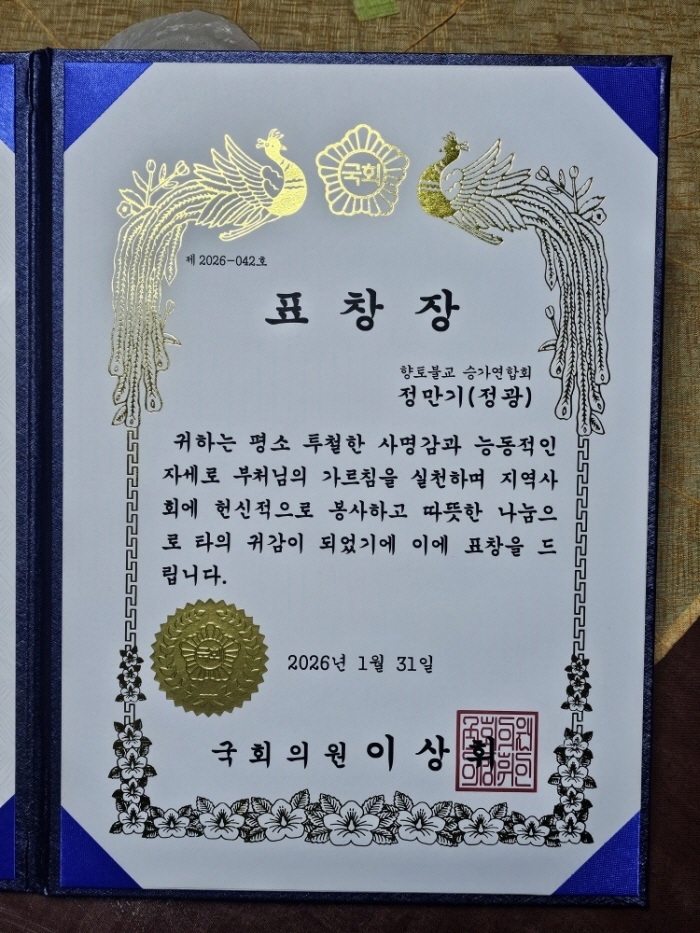 국회
제 2026-042호
표 창 장
향토불교 승가연합회
정만기(정광)
귀하는 평소 투철한 사명감과 능동적인
자세로 부처님의 가르침을 실천하며 지역사
회에 헌신적으로 봉사하고 따뜻한 나눔으
로 타의 귀감이 되었기에 이에 표창을 드
립니다.
2026년 1월 31일
국회의원 이 상 휘